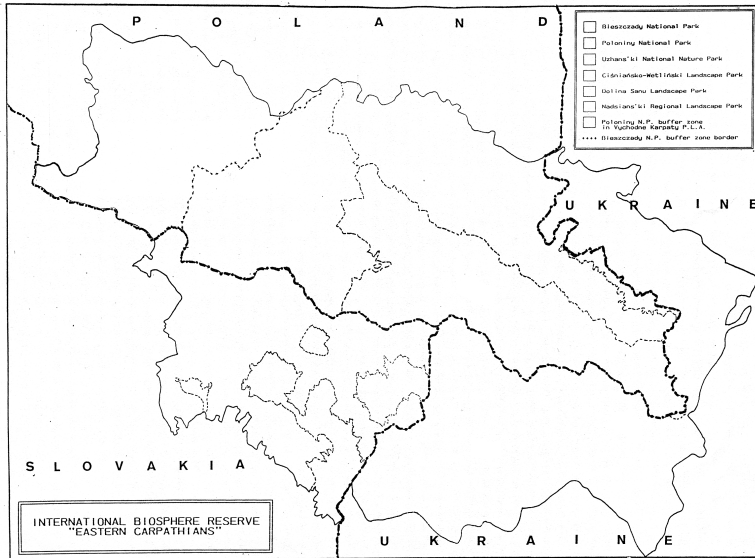 P O L A N D
Bieszczady National Park
Poloniny National Park
Uzhans'ki National Nature Park
Ciśniańsko-Wetliński Landscape Park
Dolina Sanu Landscape Park
Nadsians'ki Regional Landscape Park
Poloniny N.P. buffer zone
in Vychodne Karpaty P.L.A.
Bieszczady N.P. buffer zone border
U K R A I N E
S L O V A K I A
INTERNATIONAL BIOSPHERE RESERVE
"EASTERN CARPATHIANS"
U K R A I N E